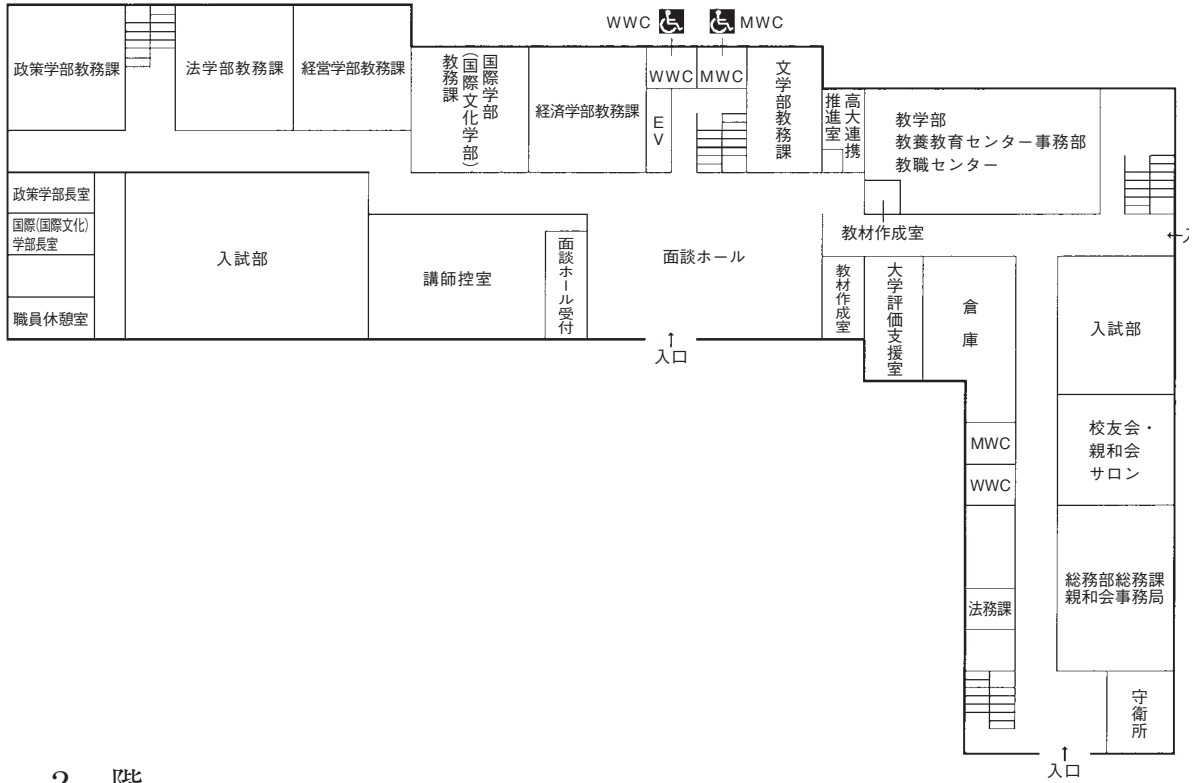 WWC
MWC
政策学部教務課
法学部教務課
経営学部教務課
国際学部
(国際文化学部)
教務課
経済学部教務課
WWC
MWC
EV
文学部教務課
高大連携
推進室
教学部
教養教育センター事務部
教職センター
政策学部長室
国際(国際文化)
学部長室
職員休憩室
入試部
講師控室
面談ホール受付
面談ホール
教材作成室
←入
教材作成室
大学評価支援室
倉庫
入試部
↑
入口
MWC
WWC
校友会・
親和会
サロン
法務課
総務部総務課
親和会事務局
守衛所
↑
入口